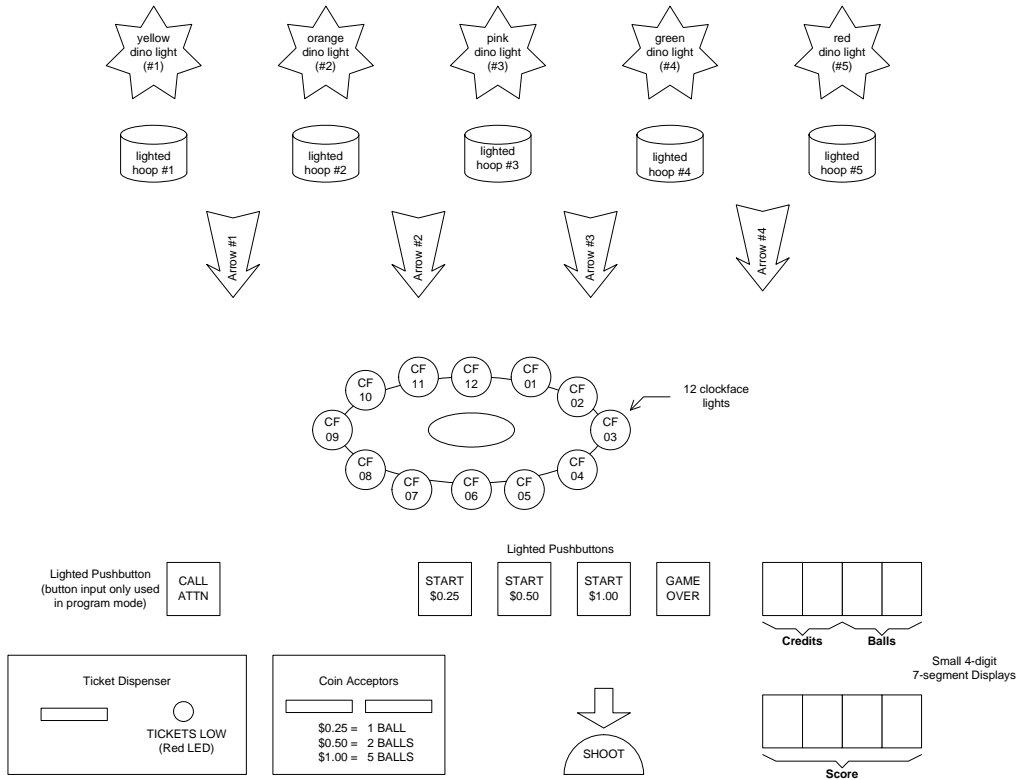 yellow
dino light
(#1)
orange
dino light
(#2)
pink
dino light
(#3)
green
dino light
(#4)
red
dino light
(#5)
lighted
hoop #1
lighted
hoop #2
lighted
hoop #3
lighted
hoop #4
lighted
hoop #5
Arrow #1
Arrow #2
Arrow #3
Arrow #4
CF
10
CF
11
CF
12
CF
01
CF
02
CF
03
CF
04
CF
05
CF
06
CF
07
CF
08
CF
09
12 clockface
lights
Lighted Pushbutton
(button input only used
in program mode)
CALL
ATTN
Lighted Pushbuttons
START
$0.25
START
$0.50
START
$1.00
GAME
OVER
Credits
Balls
Small 4-digit
7-segment Displays
Ticket Dispenser
TICKETS LOW
(Red LED)
Coin Acceptors
$0.25 = 1 BALL
$0.50 = 2 BALLS
$1.00 = 5 BALLS
SHOOT
Score